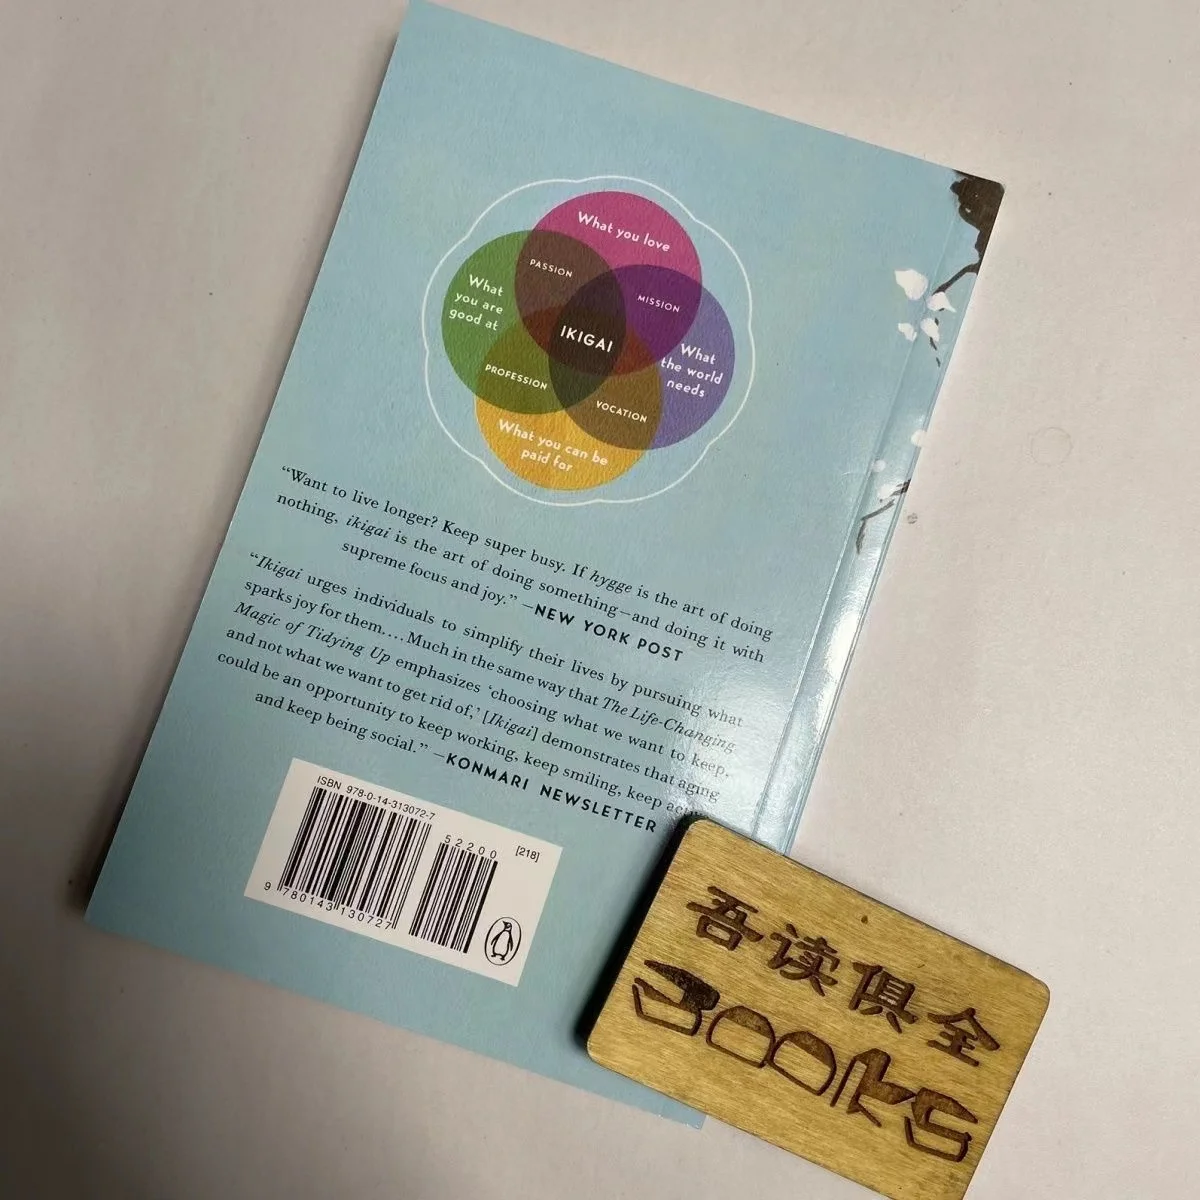 What you love
PASSION
MISSION
What
you are
good at
IKIGAI
What
the world
needs
PROFESSION
VOCATION
What you can be
paid for
“Want to live longer? Keep super busy. If hygge is the art of doing
nothing, ikigai is the art of doing something—and doing it with
supreme focus and joy.” —NEW YORK POST
“Ikigai urges individuals to simplify their lives by pursuing what
sparks joy for them.... Much in the same way that The Life-Changing
Magic of Tidying Up emphasizes ‘choosing what we want to keep,
and not what we want to get rid of,’ [Ikigai] demonstrates that aging
could be an opportunity to keep working, keep smiling, keep
and keep being social.” —KONMARI NEWSLETTER
ISBN 978-0-14-313072-7
52200
[218]
9 780143 130727
吾读俱全
BOOKS